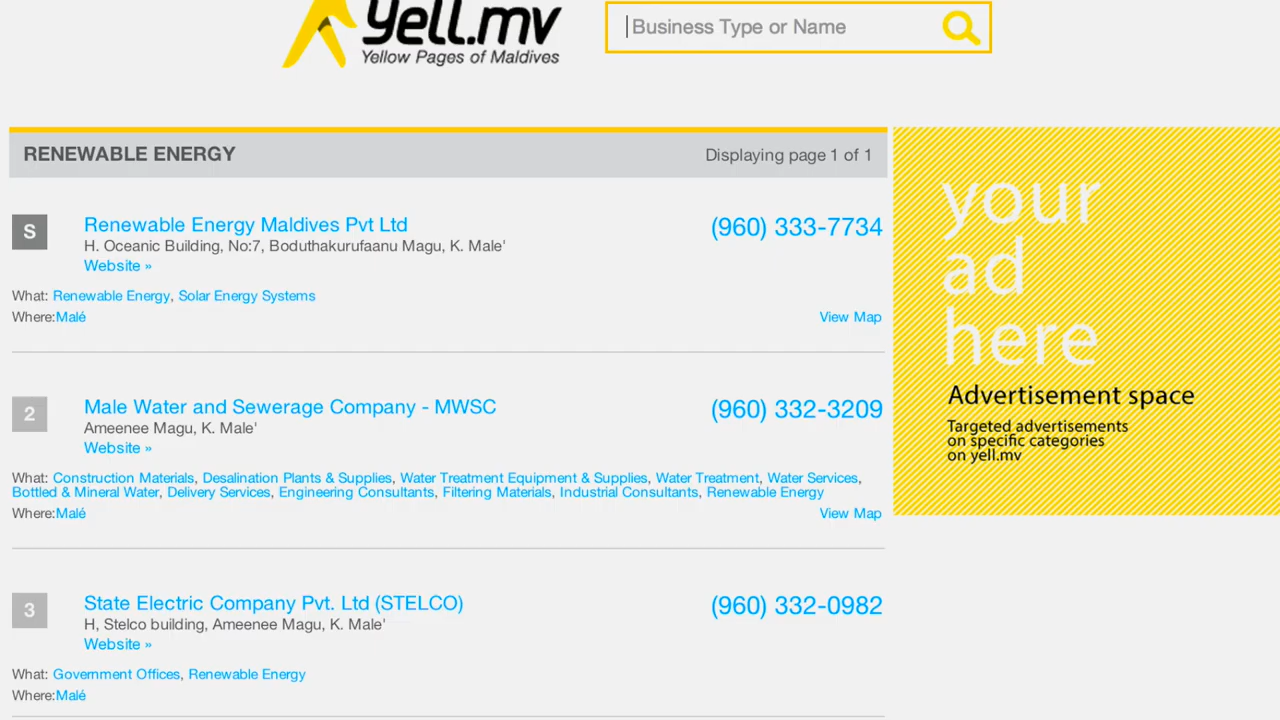 Yell.mv
Yellow Pages of Maldives
Business Type or Name
RENEWABLE ENERGY
Displaying page 1 of 1
S
Renewable Energy Maldives Pvt Ltd
(960) 333-7734
H. Oceanic Building, No:7, Boduthakurufaanu Magu, K. Male'
Website »
What: Renewable Energy, Solar Energy Systems
Where:Malé
View Map
2
Male Water and Sewerage Company - MWSC
(960) 332-3209
Ameenee Magu, K. Male'
Website »
What: Construction Materials, Desalination Plants & Supplies, Water Treatment Equipment & Supplies, Water Treatment, Water Services,
Bottled & Mineral Water, Delivery Services, Engineering Consultants, Filtering Materials, Industrial Consultants, Renewable Energy
Where:Malé
View Map
3
State Electric Company Pvt. Ltd (STELCO)
(960) 332-0982
H, Stelco building, Ameenee Magu, K. Male'
Website »
What: Government Offices, Renewable Energy
Where:Malé
your
ad
here
Advertisement space
Targeted advertisements
on specific categories
on yell.mv